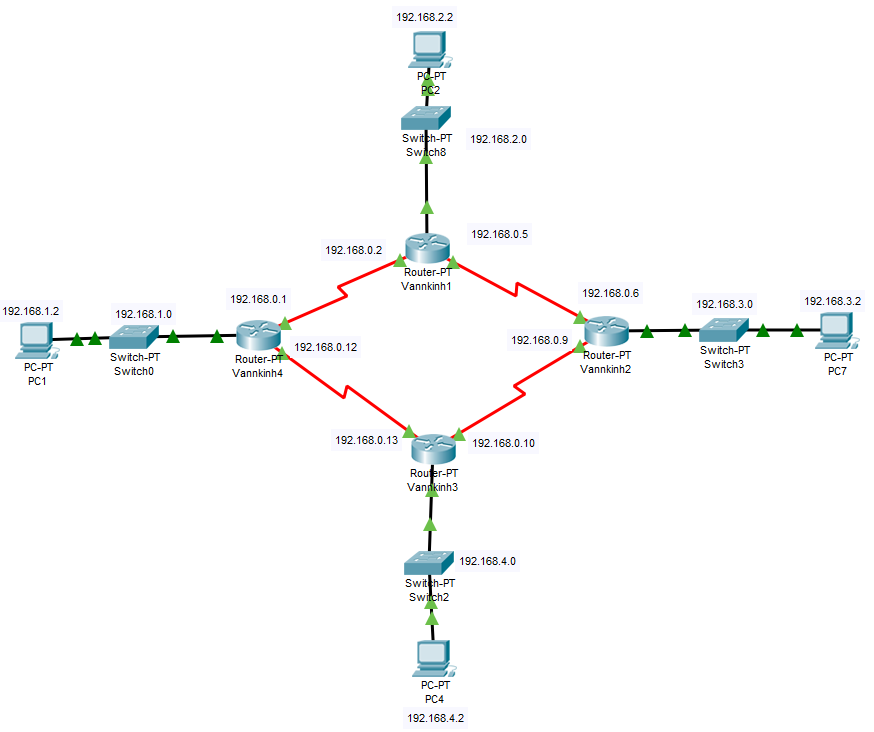 192.168.2.2
PC-PT
PC2
Switch-PT
Switch8
192.168.2.0
192.168.0.2
192.168.0.5
Router-PT
Vannkinh1
192.168.1.2
192.168.1.0
192.168.0.1
192.168.0.6
192.168.3.0
192.168.3.2
PC-PT
PC1
Switch-PT
Switch0
Router-PT
Vannkinh4
192.168.0.12
192.168.0.9
Router-PT
Vannkinh2
Switch-PT
Switch3
PC-PT
PC7
192.168.0.13
192.168.0.10
Router-PT
Vannkinh3
192.168.4.0
Switch-PT
Switch2
PC-PT
PC4
192.168.4.2